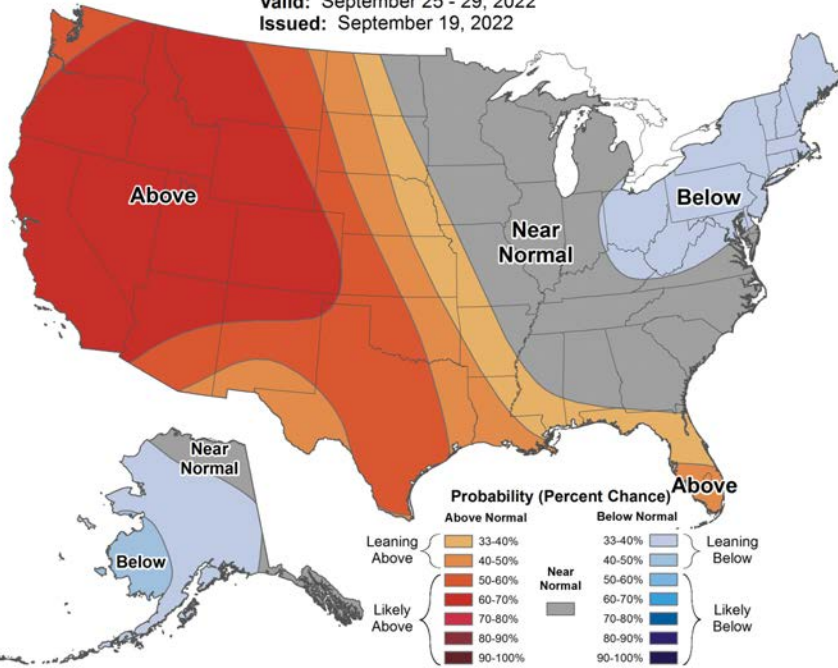 Valid: September 25 - 29, 2022
Issued: September 19, 2022
Above
Near
Normal
Below
Near
Normal
Below
Above
Probability (Percent Chance)
Above Normal
Below Normal
Leaning
Above
33-40%
40-50%
Likely
Above
50-60%
60-70%
70-80%
80-90%
90-100%
Near
Normal
33-40%
40-50%
Leaning
Below
50-60%
60-70%
70-80%
80-90%
90-100%
Likely
Below